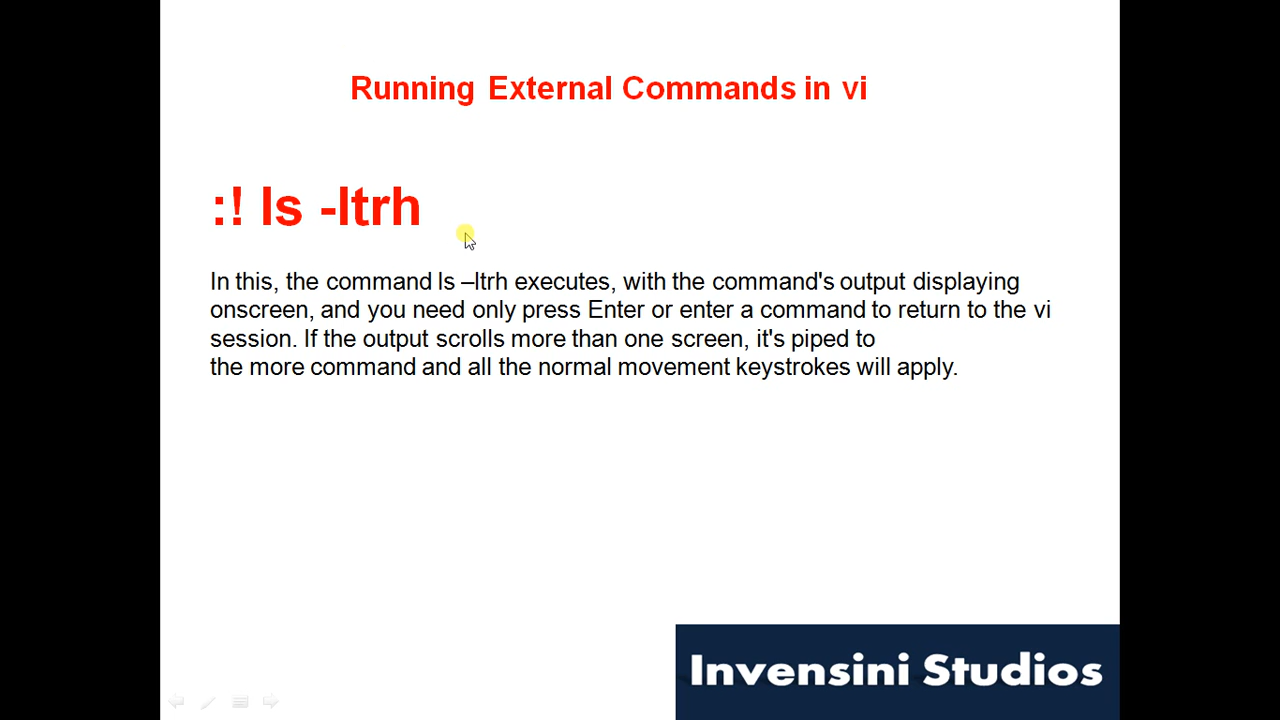 Running External Commands in vi
:! ls -ltrh
In this, the command ls –ltrh executes, with the command's output displaying
onscreen, and you need only press Enter or enter a command to return to the vi
session. If the output scrolls more than one screen, it's piped to
the more command and all the normal movement keystrokes will apply.
Invensini Studios